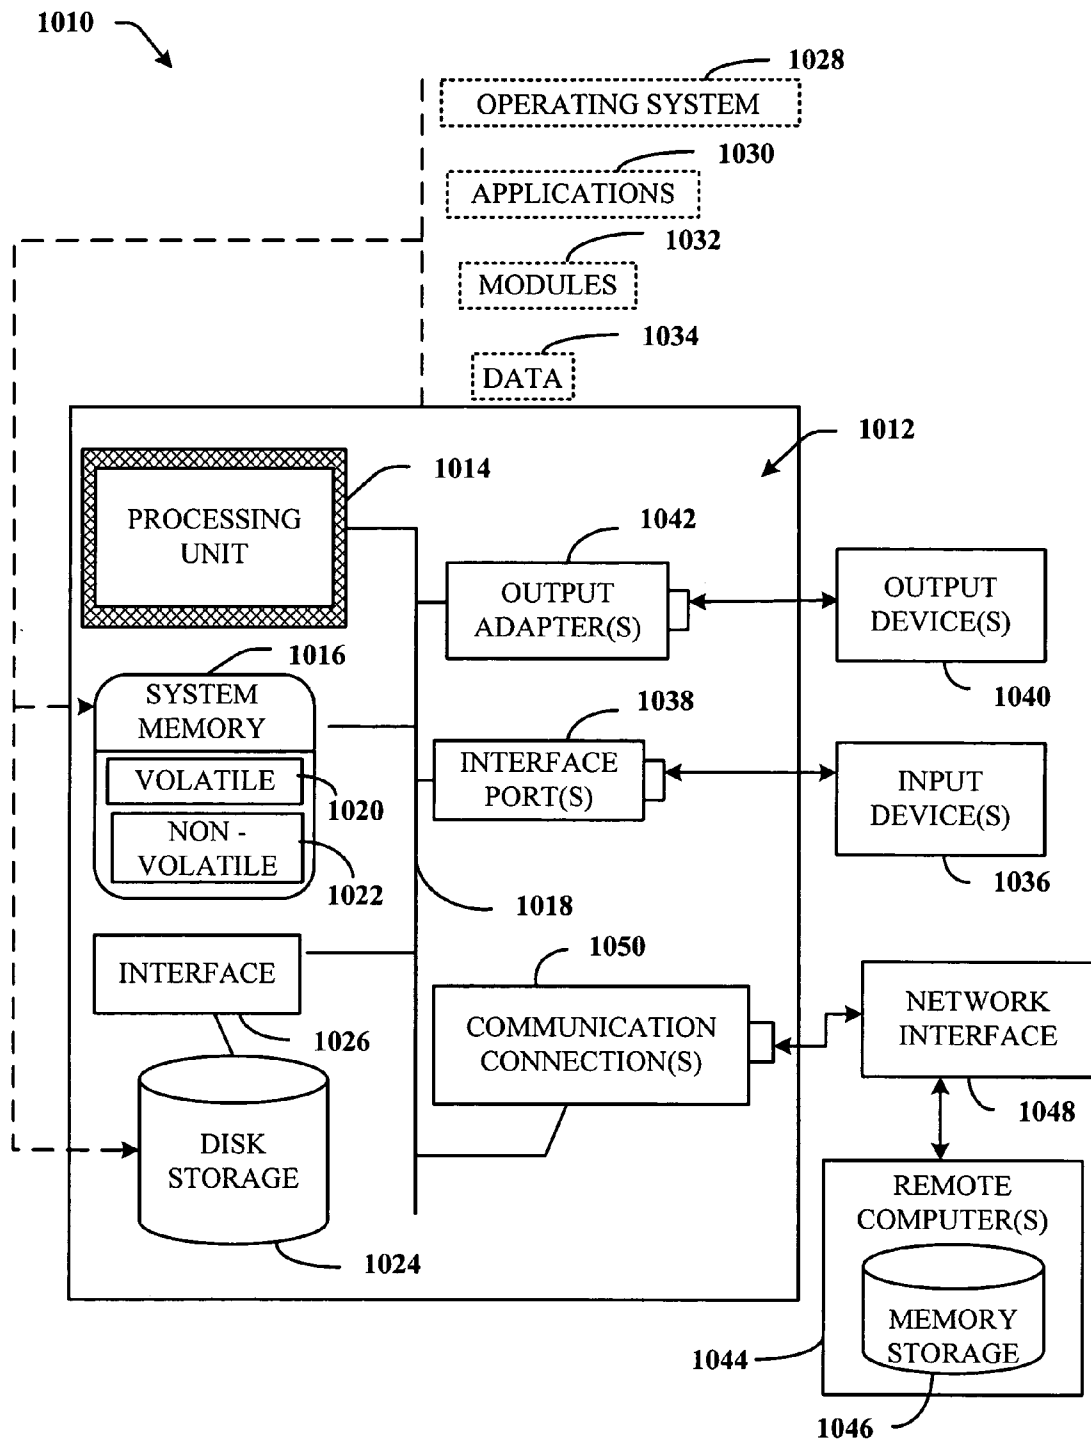 1010
1028
OPERATING SYSTEM
1030
APPLICATIONS
1032
MODULES
1034
DATA
1012
1014
PROCESSING
UNIT
1042
OUTPUT
ADAPTER(S)
OUTPUT
DEVICE(S)
1040
1016
SYSTEM
MEMORY
VOLATILE
1020
NON -
VOLATILE
1022
1038
INTERFACE
PORT(S)
INPUT
DEVICE(S)
1036
1018
INTERFACE
1026
1050
COMMUNICATION
CONNECTION(S)
NETWORK
INTERFACE
1048
DISK
STORAGE
1024
REMOTE
COMPUTER(S)
MEMORY
STORAGE
1044
1046